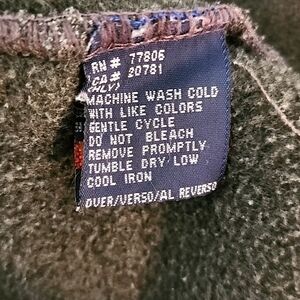 RN # 77806
CA # 20781
ONLY)
MACHINE WASH COLD
WITH LIKE COLORS
GENTLE CYCLE
DO NOT BLEACH
REMOVE PROMPTLY
TUMBLE DRY LOW
COOL IRON
OVER/VERSO/AL REVERSO